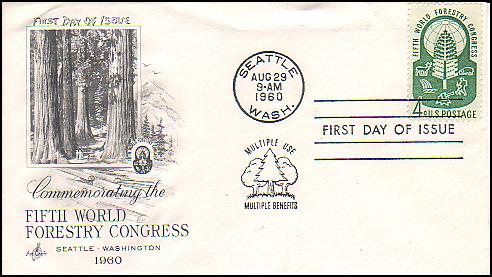 FIRST DAY OF ISSUE
Commemorating the
FIFTH WORLD
FORESTRY CONGRESS
SEATTLE - WASHINGTON
1960
SEATTLE
AUG 29
9-AM
1960
WASH.
MULTIPLE USE
MULTIPLE BENEFITS
FIFTH WORLD FORESTRY CONGRESS
4¢ U.S. POSTAGE
FIRST DAY OF ISSUE